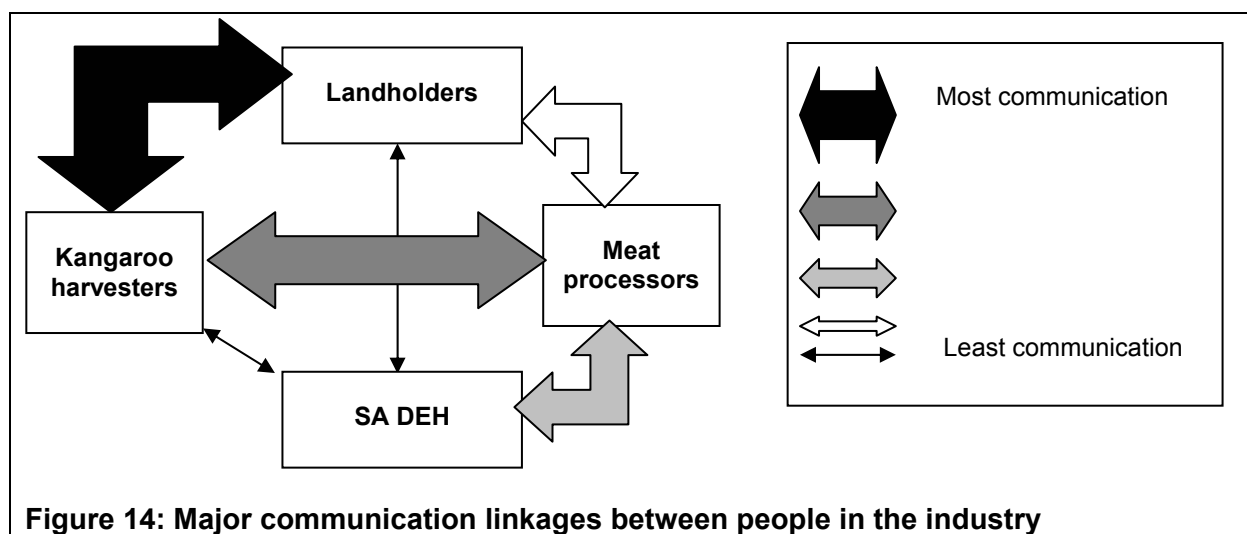 Landholders
Most communication
Kangaroo
harvesters
Meat
processors
SA DEH
Least communication
Figure 14: Major communication linkages between people in the industry